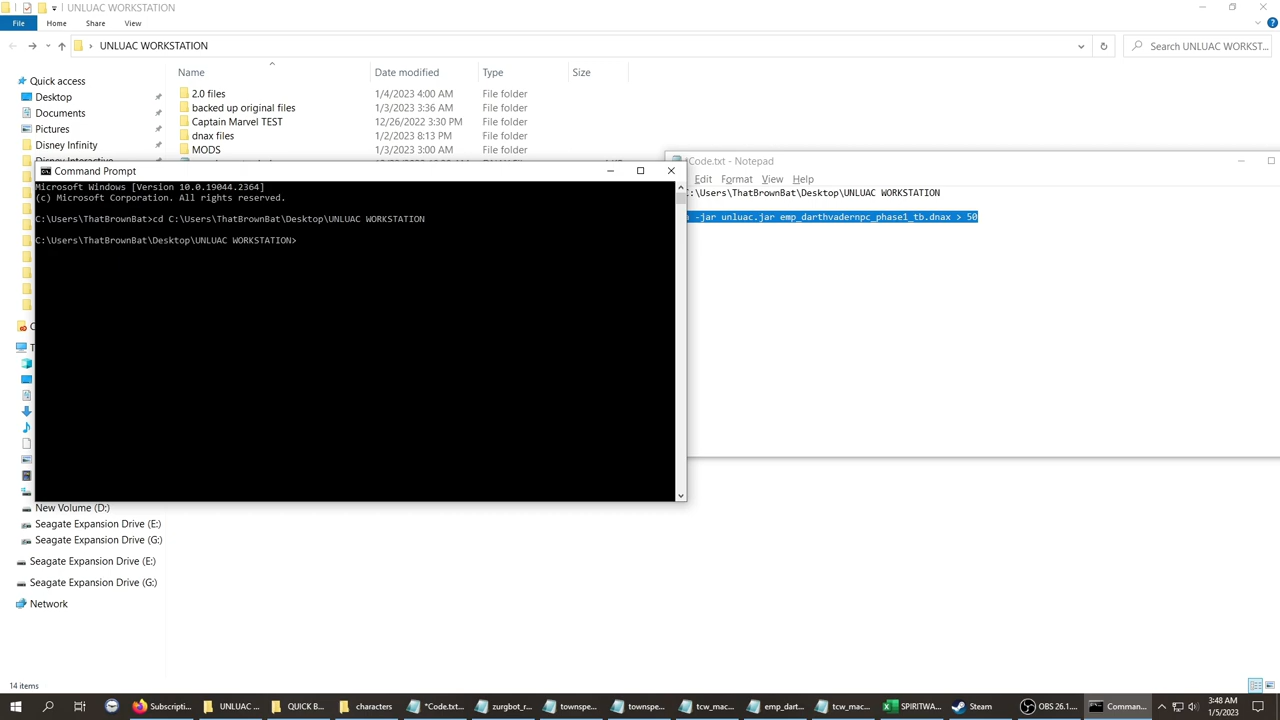 UNLUAC WORKSTATION
File Home Share View
UNLUAC WORKSTATION
Search UNLUAC WORKST...
Name Date modified Type Size
Quick access
Desktop
Documents
Pictures
Disney Infinity
2.0 files 1/4/2023 4:00 AM File folder
backed up original files 1/3/2023 3:36 AM File folder
Captain Marvel TEST 12/26/2022 3:30 PM File folder
dnax files 1/2/2023 8:13 PM File folder
MODS 1/3/2023 3:00 AM File folder
Command Prompt
Microsoft Windows [Version 10.0.19044.2364]
(c) Microsoft Corporation. All rights reserved.
C:\Users\ThatBrownBat>cd C:\Users\ThatBrownBat\Desktop\UNLUAC WORKSTATION
C:\Users\ThatBrownBat\Desktop\UNLUAC WORKSTATION>
Code.txt - Notepad
Edit Format View Help
:\Users\ThatBrownBat\Desktop\UNLUAC WORKSTATION
-jar unluac.jar emp_darthvadernpc_phase1_tb.dnax > 50
New Volume (D:)
Seagate Expansion Drive (E:)
Seagate Expansion Drive (G:)
Seagate Expansion Drive (E:)
Seagate Expansion Drive (G:)
Network
14 items
Subscripti... UNLUAC ... QUICK B... characters *Code.txt... zurgbot_r... townspe... townspe... tcw_mac... emp_dart... tcw_mac... SPIRITWA... Steam OBS 26.1.... Comman...
3:48 AM
1/5/2023